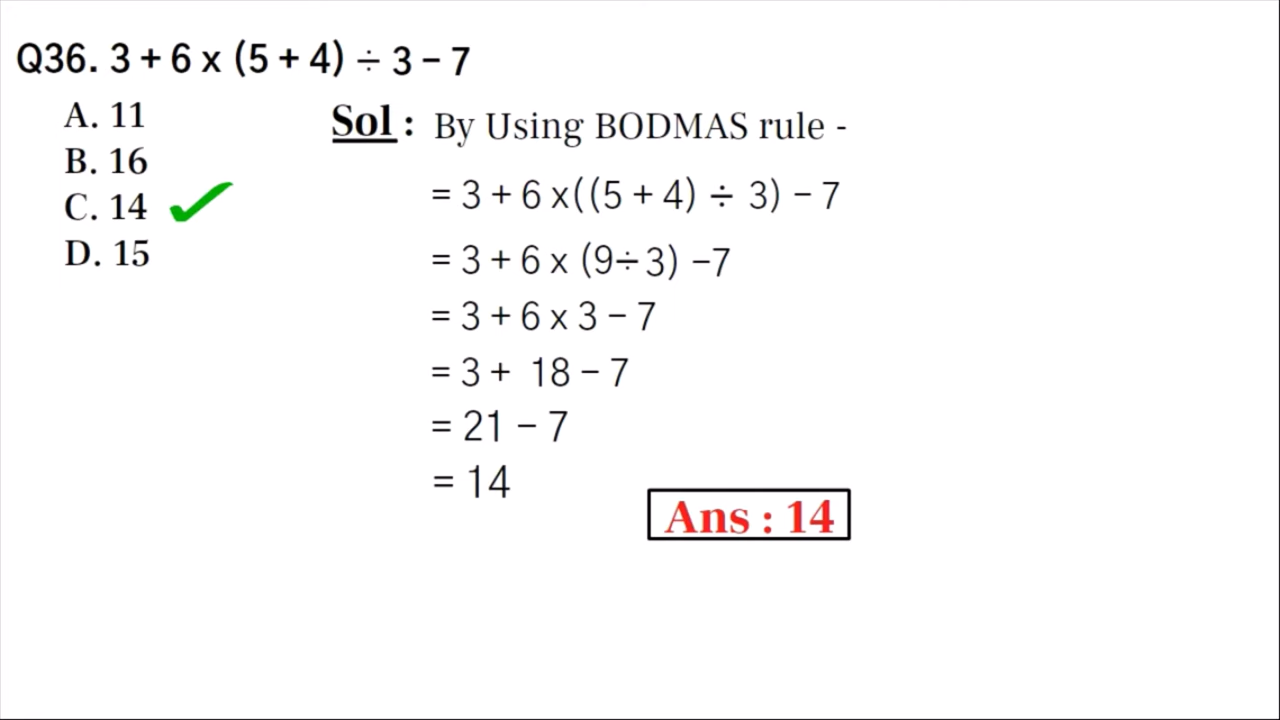 Q36. 3 + 6 x (5 + 4) ÷ 3 – 7
A. 11
B. 16
C. 14
D. 15
Sol : By Using BODMAS rule -
= 3 + 6 x((5 + 4) ÷ 3) – 7
= 3 + 6 x (9÷3) –7
= 3 + 6 x 3 – 7
= 3 + 18 – 7
= 21 – 7
= 14
Ans : 14